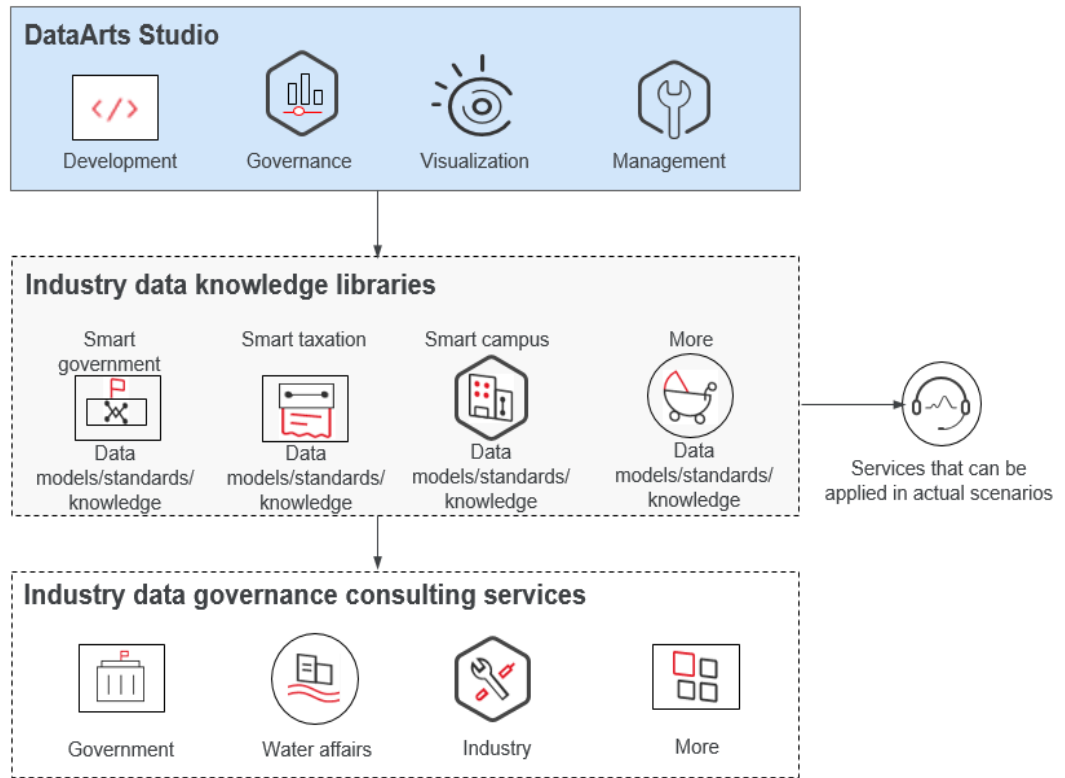 DataArts Studio
Development
Governance
Visualization
Management
Industry data knowledge libraries
Smart
government
Data
models/standards/
knowledge
Smart taxation
Data
models/standards/
knowledge
Smart campus
Data
models/standards/
knowledge
More
Data
models/standards/
knowledge
Services that can be
applied in actual scenarios
Industry data governance consulting services
Government
Water affairs
Industry
More